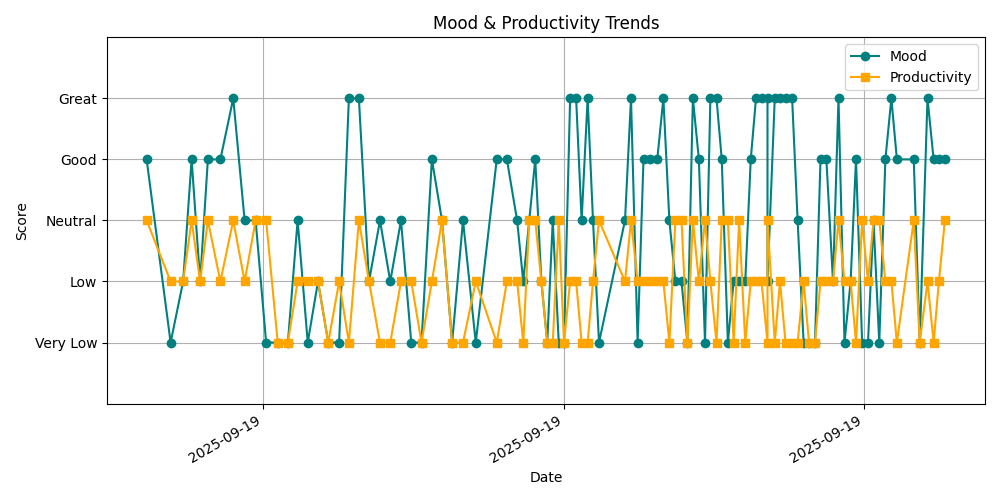 Mood & Productivity Trends
Mood
Productivity
Great
Good
Neutral
Low
Very Low
Score
2025-09-19
2025-09-19
2025-09-19
Date